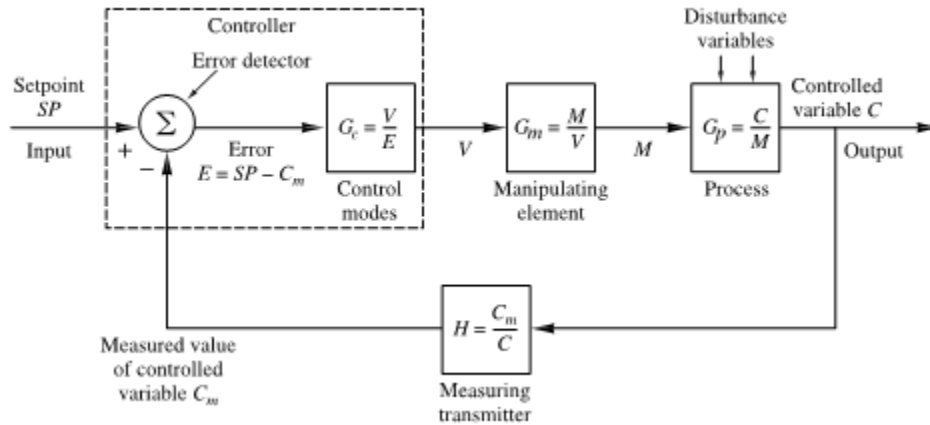 Controller
Disturbance
variables
Error detector
Setpoint
SP
Controlled
variable C
Σ
G_c = V/E
G_m = M/V
G_p = C/M
Input
+
−
Error
E = SP − C_m
V
M
Output
Control
modes
Manipulating
element
Process
H = C_m/C
Measured value
of controlled
variable C_m
Measuring
transmitter